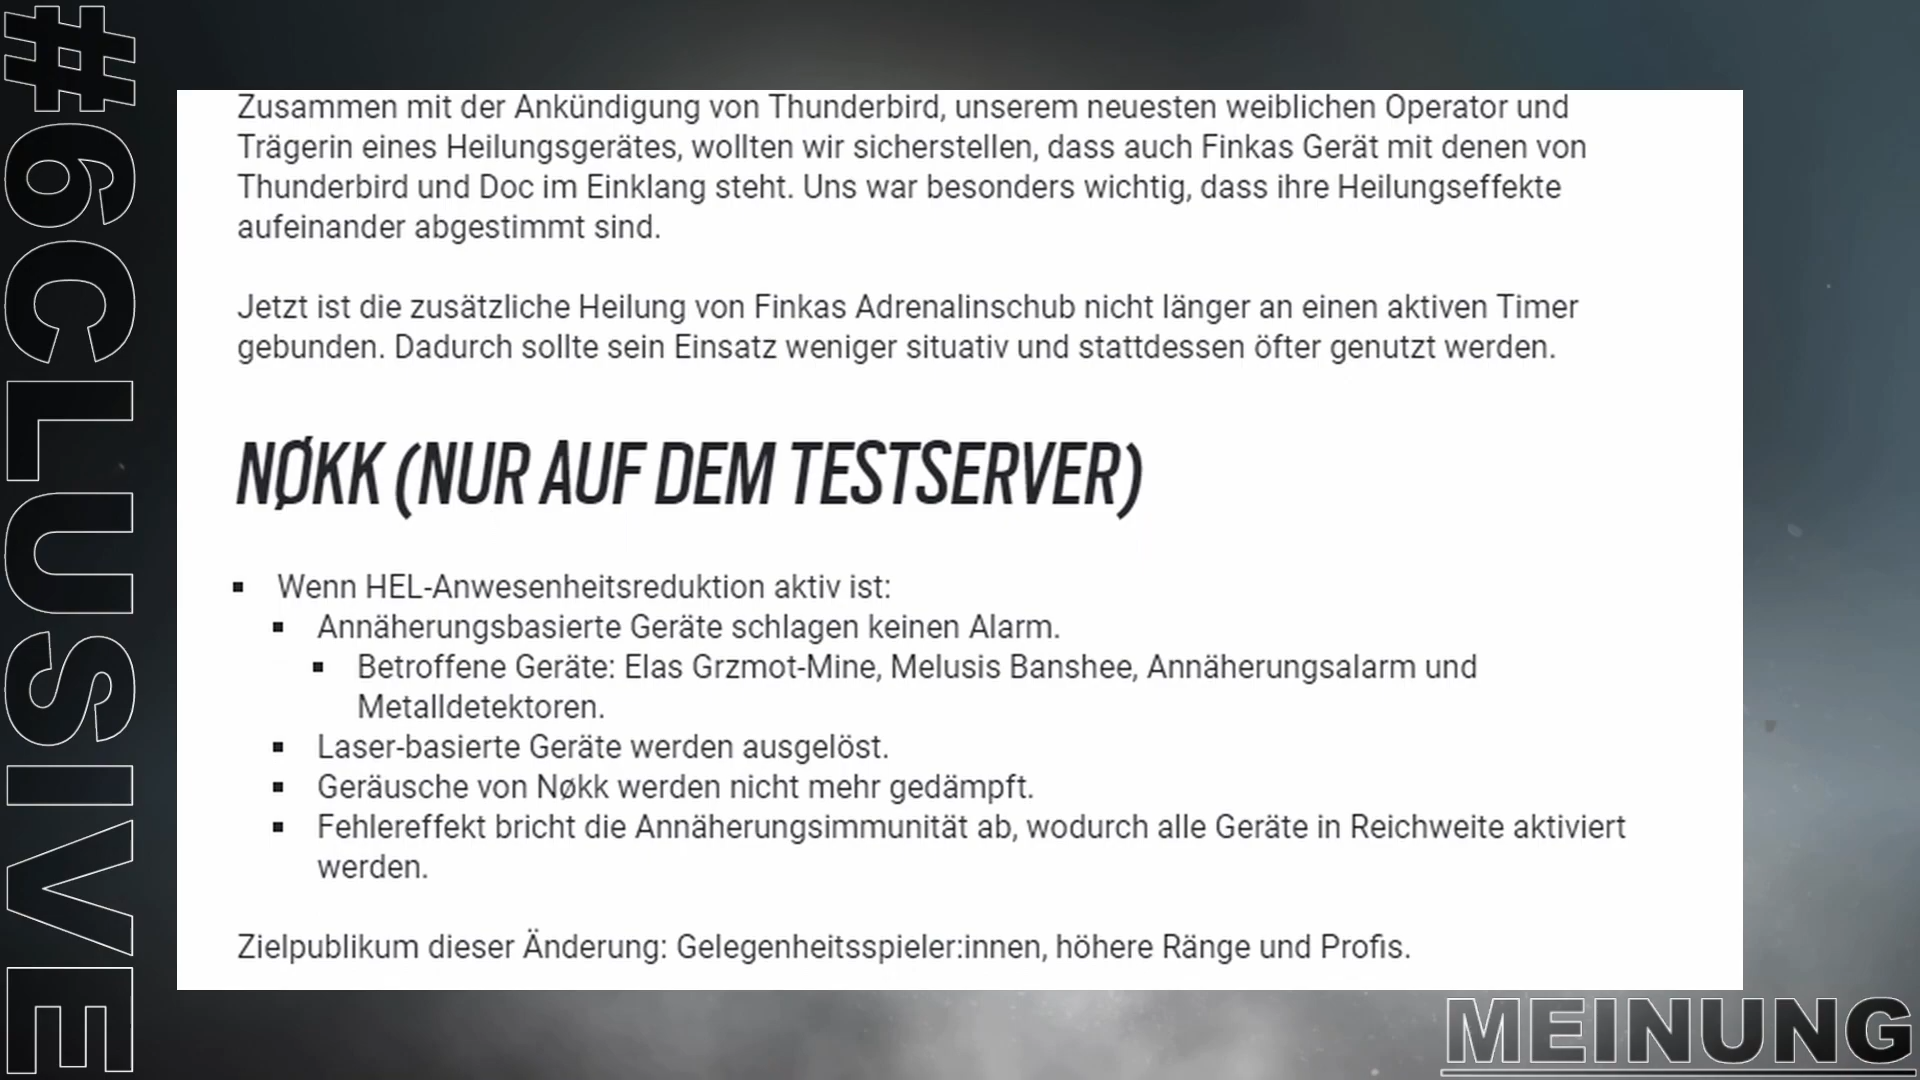 #6CLUSIVE
Zusammen mit der Ankündigung von Thunderbird, unserem neuesten weiblichen Operator und
Trägerin eines Heilungsgerätes, wollten wir sicherstellen, dass auch Finkas Gerät mit denen von
Thunderbird und Doc im Einklang steht. Uns war besonders wichtig, dass ihre Heilungseffekte
aufeinander abgestimmt sind.
Jetzt ist die zusätzliche Heilung von Finkas Adrenalinschub nicht länger an einen aktiven Timer
gebunden. Dadurch sollte sein Einsatz weniger situativ und stattdessen öfter genutzt werden.
NØKK (NUR AUF DEM TESTSERVER)
▪ Wenn HEL-Anwesenheitsreduktion aktiv ist:
▪ Annäherungsbasierte Geräte schlagen keinen Alarm.
▪ Betroffene Geräte: Elas Grzmot-Mine, Melusis Banshee, Annäherungsalarm und
Metalldetektoren.
▪ Laser-basierte Geräte werden ausgelöst.
▪ Geräusche von Nøkk werden nicht mehr gedämpft.
▪ Fehlereffekt bricht die Annäherungsimmunität ab, wodurch alle Geräte in Reichweite aktiviert
werden.
Zielpublikum dieser Änderung: Gelegenheitsspieler:innen, höhere Ränge und Profis.
MEINUNG